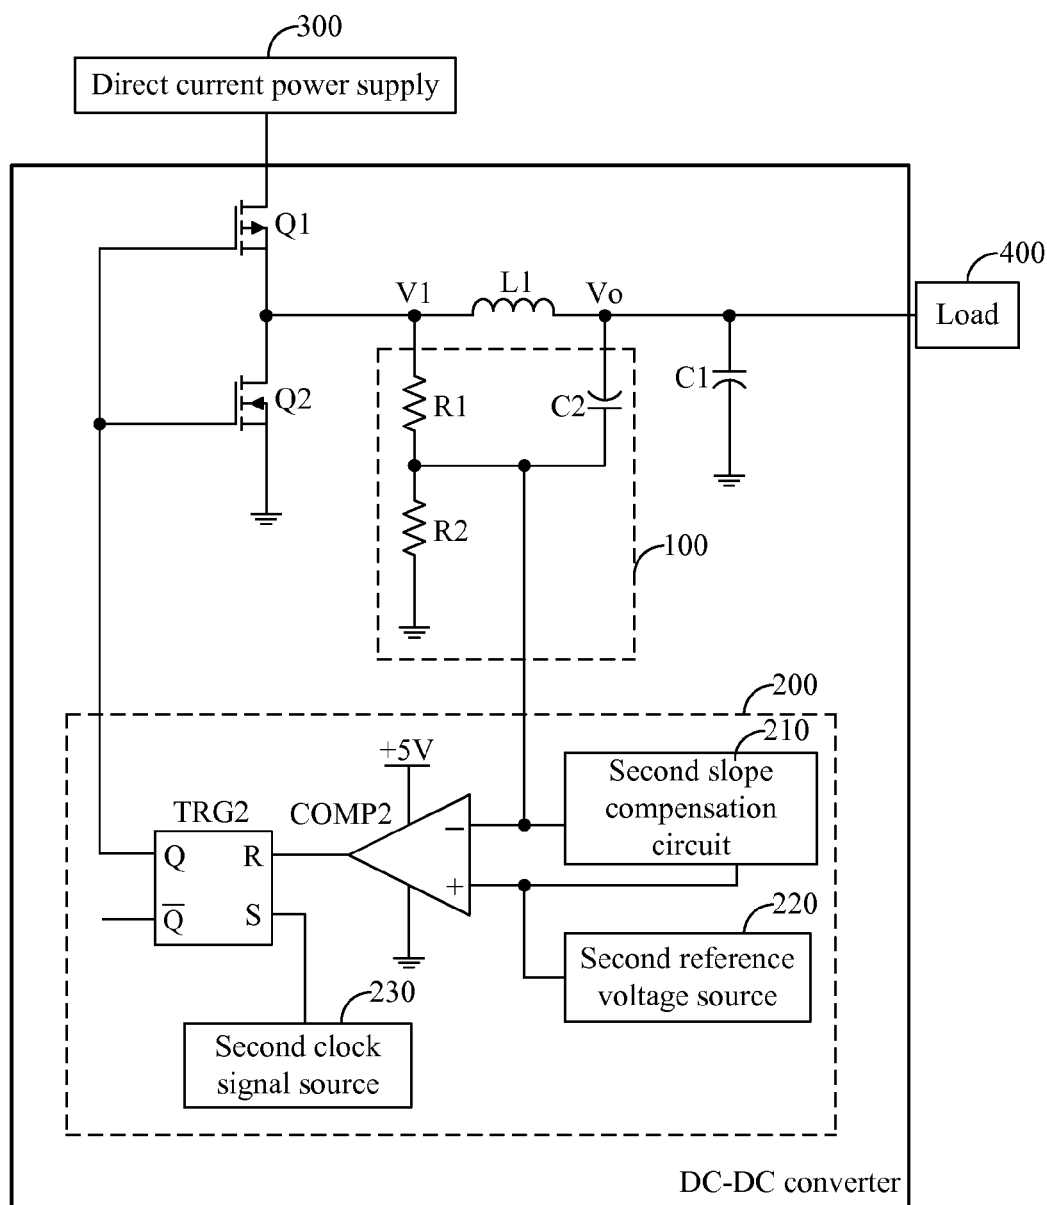 300
Direct current power supply
Q1
400
Load
V1
L1
Vo
Q2
R1
C2
C1
R2
100
200
210
+5V
Second slope
compensation
circuit
TRG2
COMP2
Q
R
−
+
Q̅
S
220
Second reference
voltage source
230
Second clock
signal source
DC-DC converter